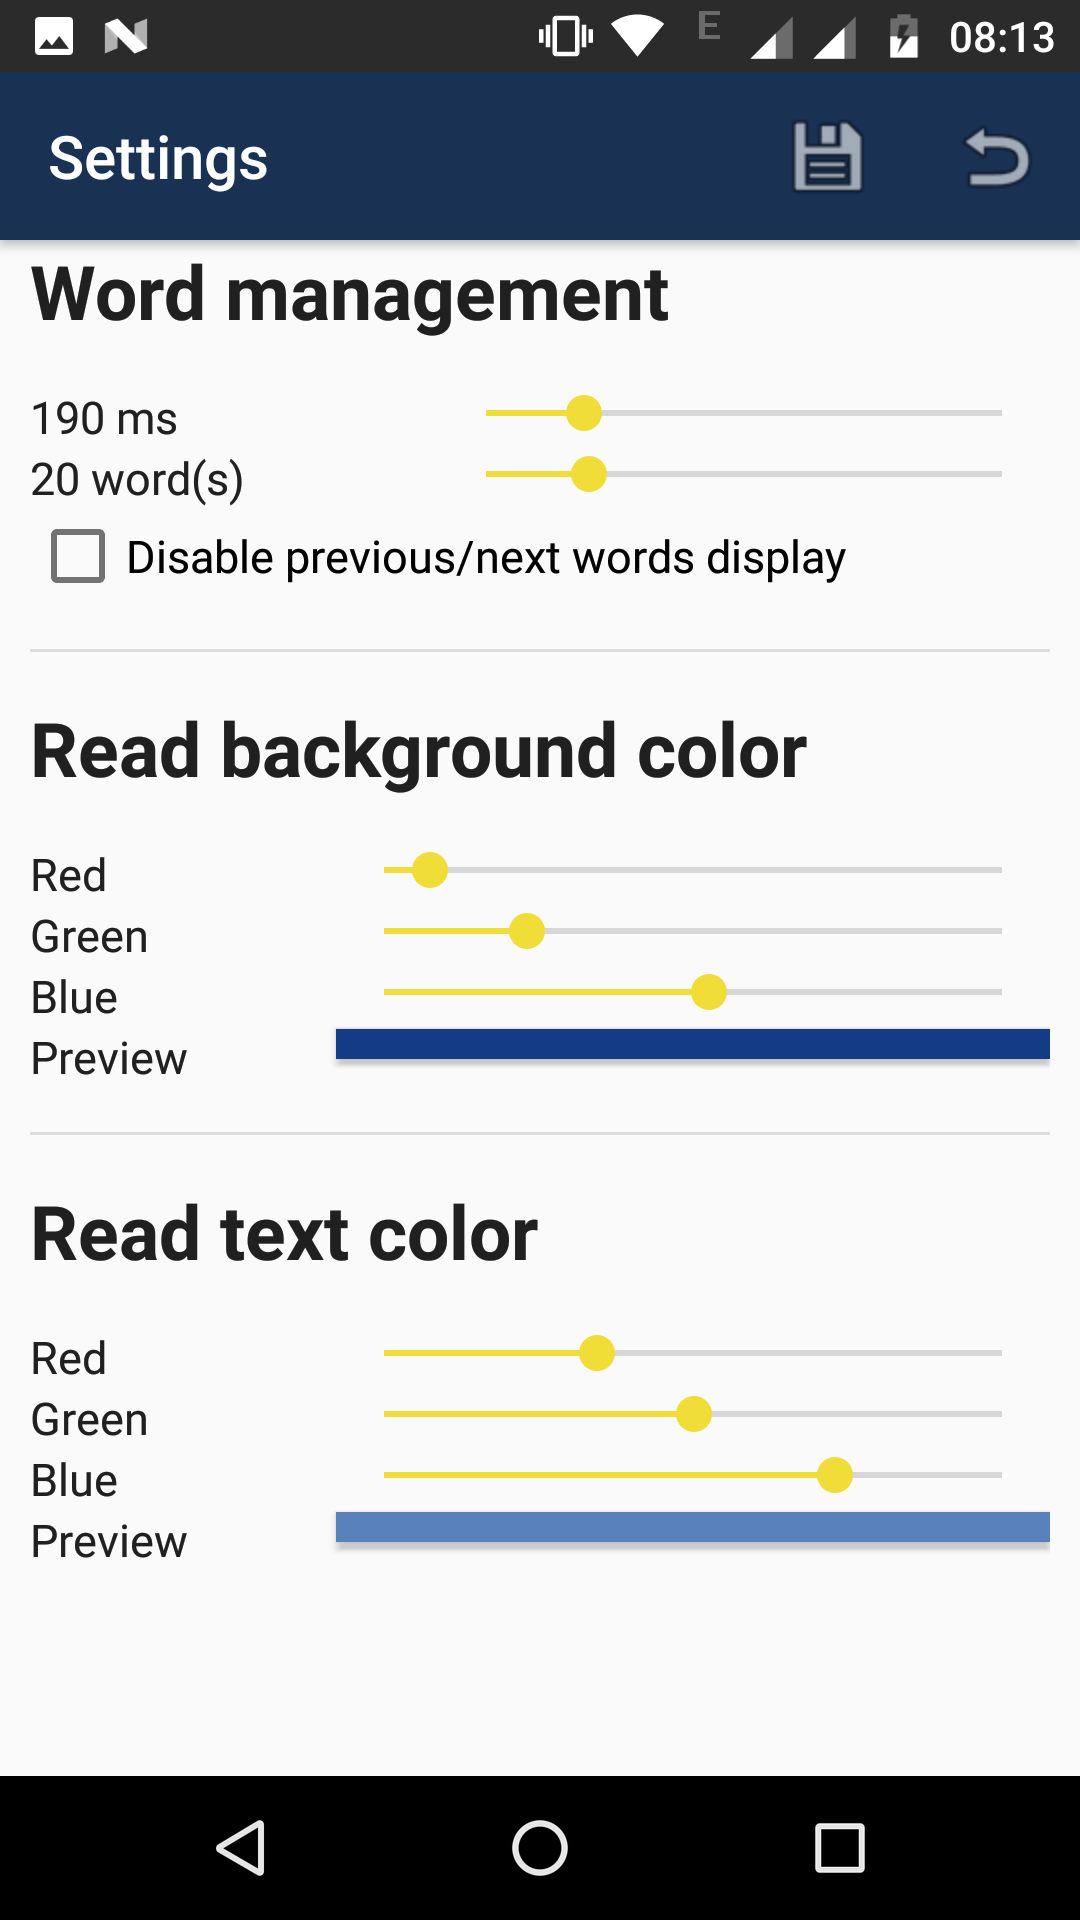 E 08:13
Settings
Word management
190 ms
20 word(s)
Disable previous/next words display
Read background color
Red
Green
Blue
Preview
Read text color
Red
Green
Blue
Preview